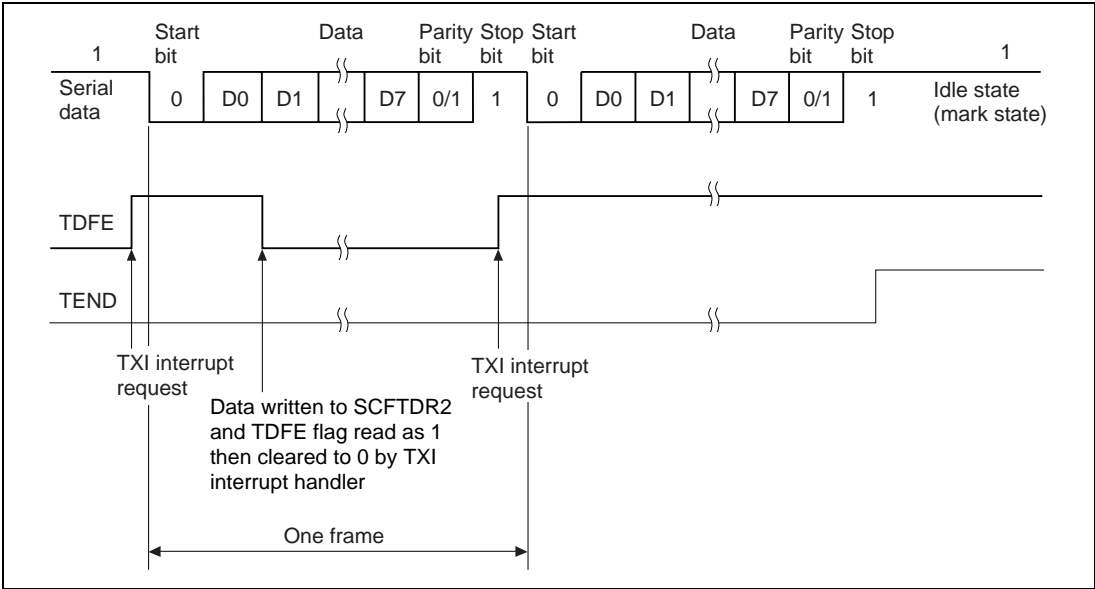 Start Data Parity Stop Start Data Parity Stop
1 bit bit bit bit bit bit 1
Serial data 0 D0 D1 D7 0/1 1 0 D0 D1 D7 0/1 1 Idle state (mark state)
TDFE
TEND
TXI interrupt
request
TXI interrupt
request
Data written to SCFTDR2
and TDFE flag read as 1
then cleared to 0 by TXI
interrupt handler
One frame